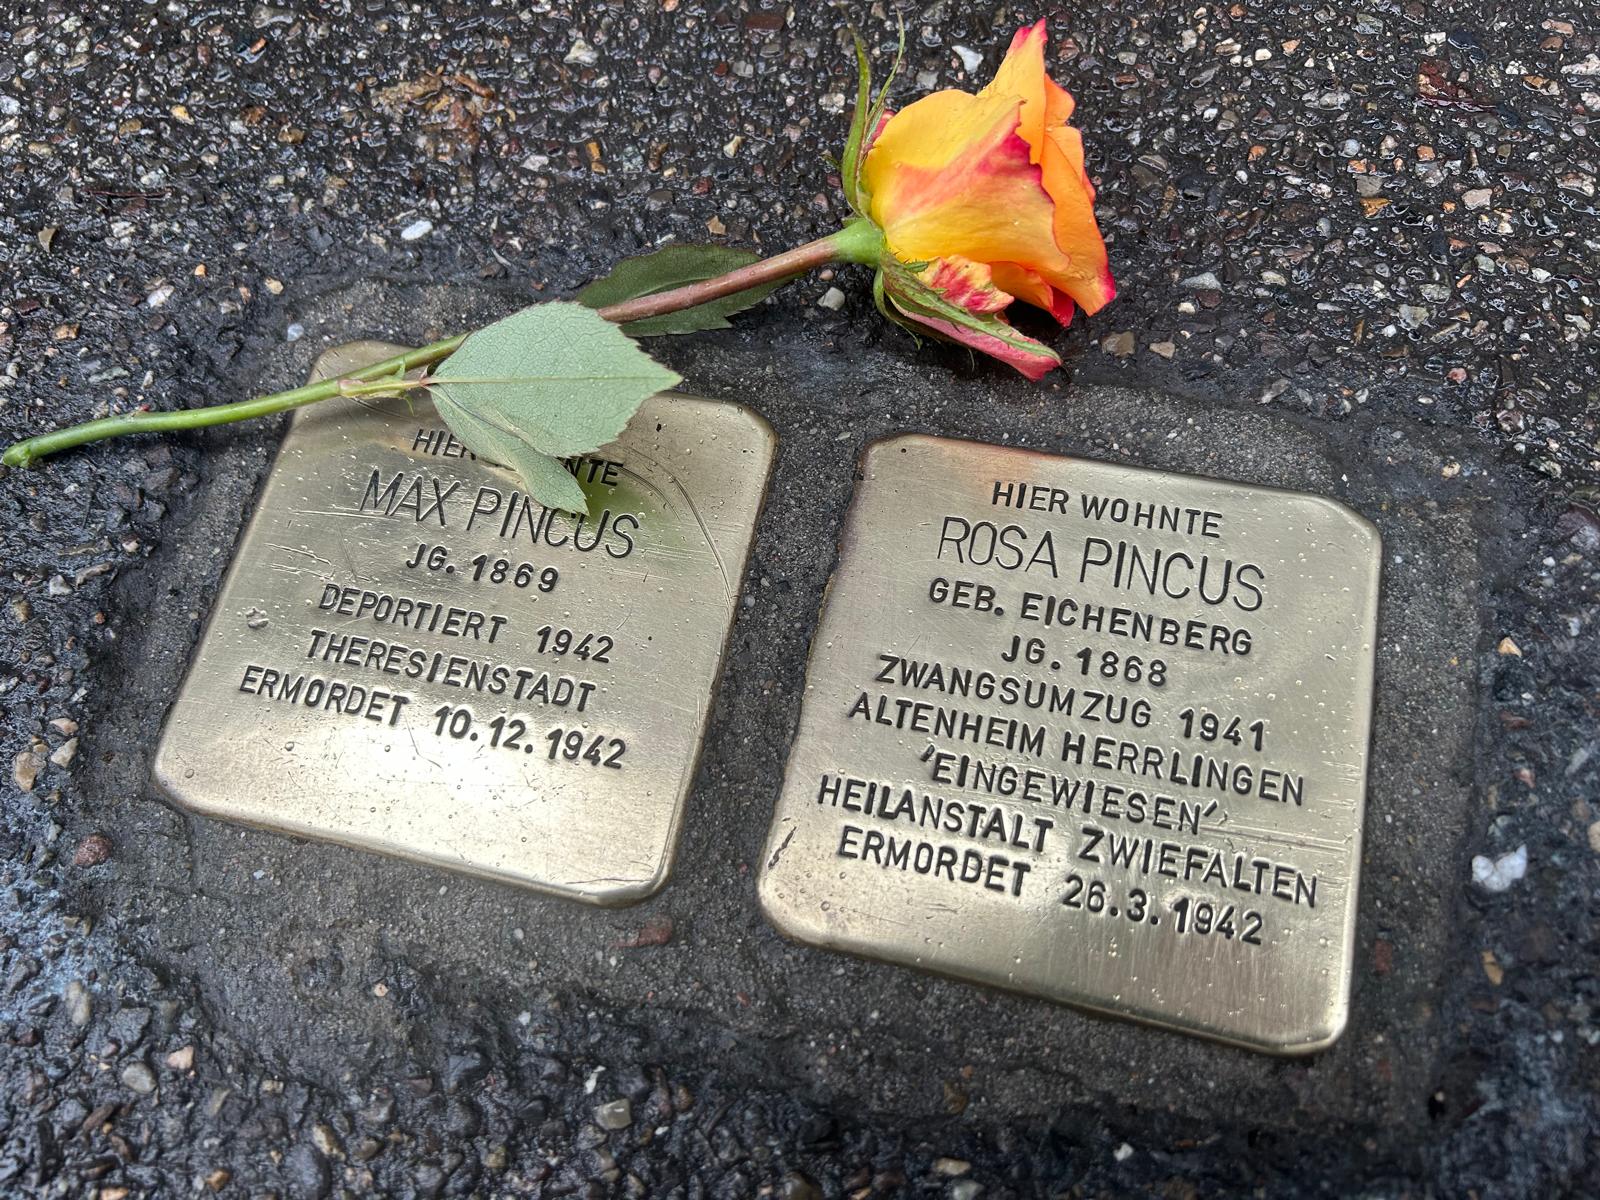 HIER WOHNTE
MAX PINCUS
JG. 1869
DEPORTIERT 1942
THERESIENSTADT
ERMORDET 10.12.1942
HIER WOHNTE
ROSA PINCUS
GEB. EICHENBERG
JG. 1868
ZWANGSUMZUG 1941
ALTENHEIM HERRLINGEN
'EINGEWIESEN'
HEILANSTALT ZWIEFALTEN
ERMORDET 26.3.1942